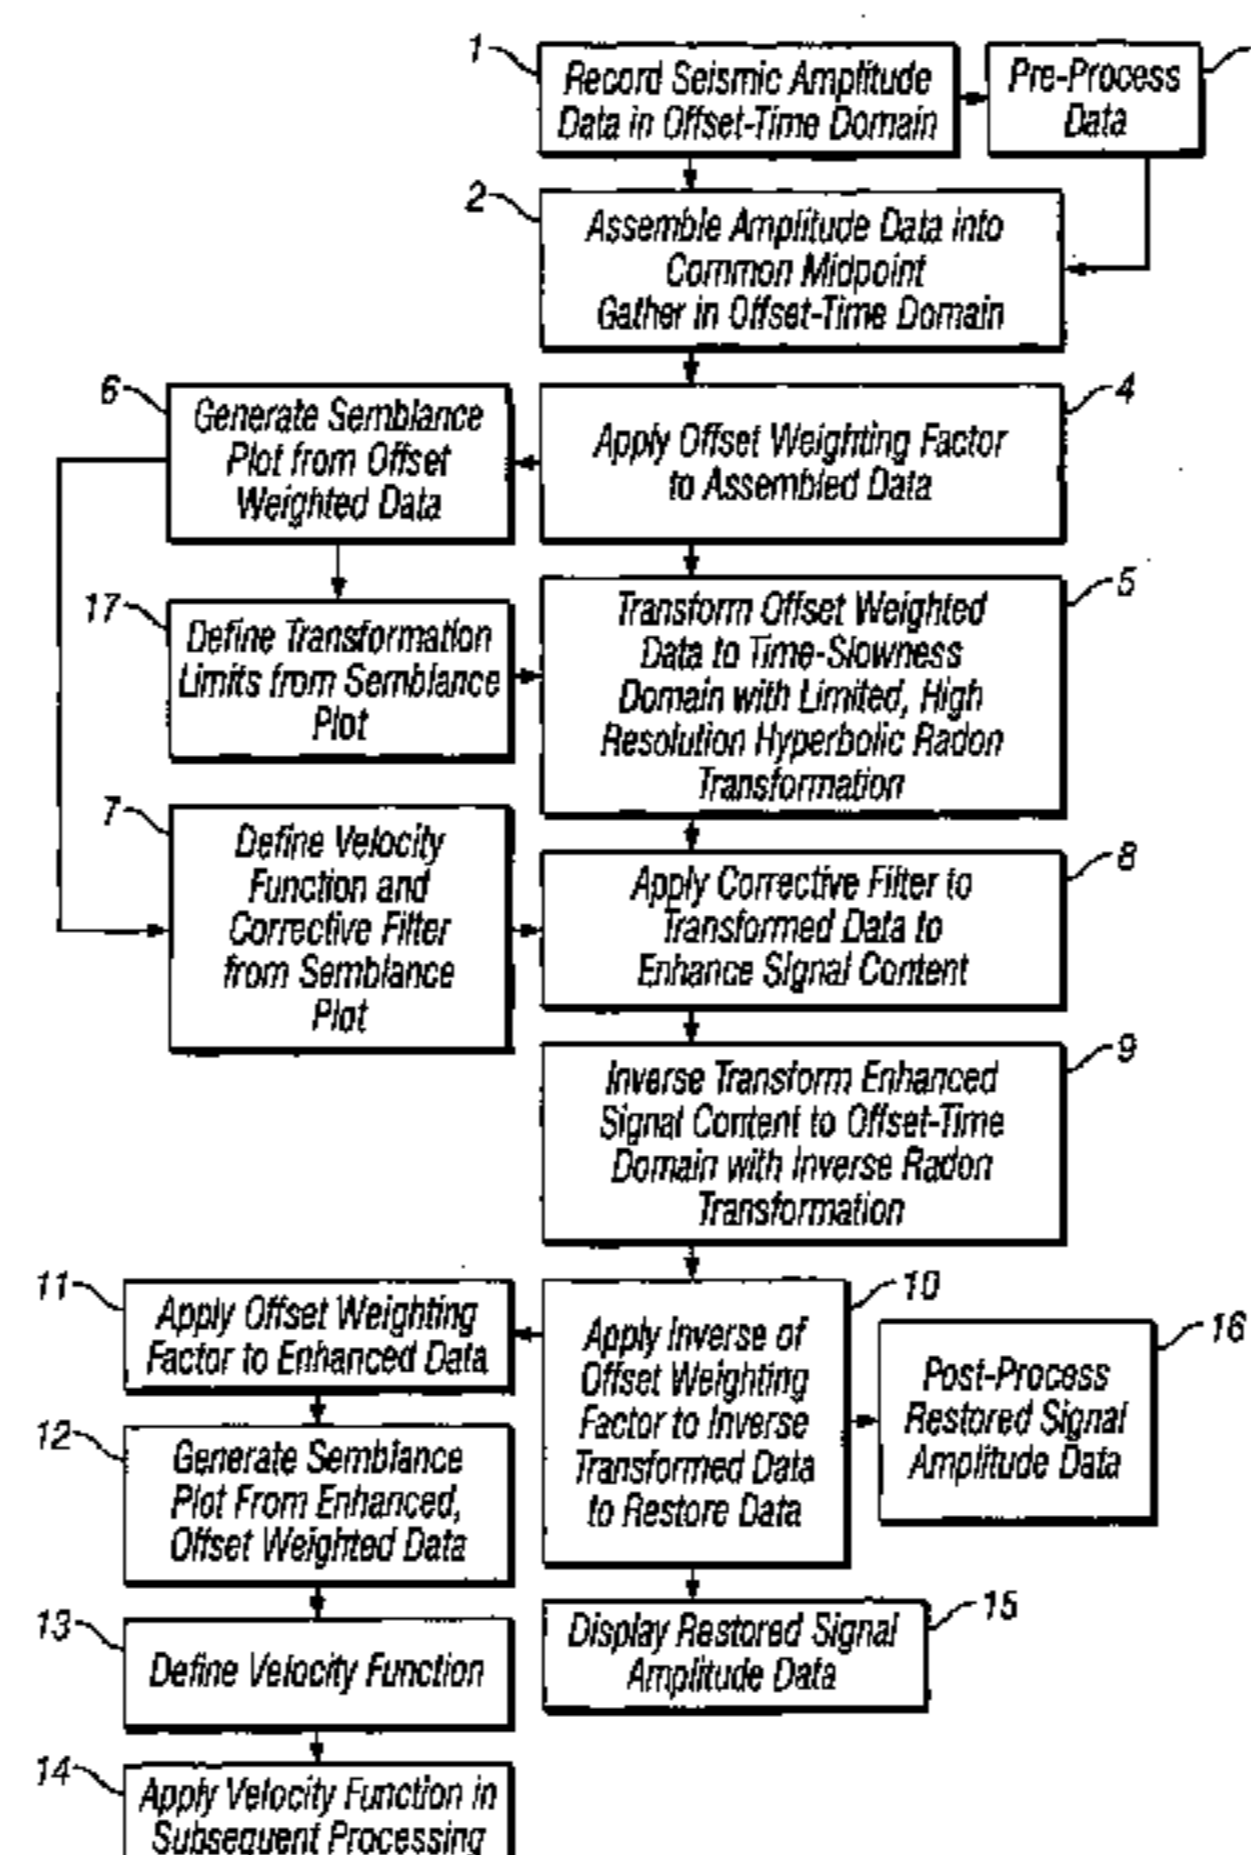 1
Record Seismic Amplitude
Data in Offset-Time Domain
Pre-Process
Data
2
Assemble Amplitude Data into
Common Midpoint
Gather in Offset-Time Domain
6
Generate Semblance
Plot from Offset
Weighted Data
4
Apply Offset Weighting Factor
to Assembled Data
17
Define Transformation
Limits from Semblance
Plot
5
Transform Offset Weighted
Data to Time-Slowness
Domain with Limited, High
Resolution Hyperbolic Radon
Transformation
7
Define Velocity
Function and
Corrective Filter
from Semblance
Plot
8
Apply Corrective Filter to
Transformed Data to
Enhance Signal Content
9
Inverse Transform Enhanced
Signal Content to Offset-Time
Domain with Inverse Radon
Transformation
11
Apply Offset Weighting
Factor to Enhanced Data
10
Apply Inverse of
Offset Weighting
Factor to Inverse
Transformed Data
to Restore Data
16
Post-Process
Restored Signal
Amplitude Data
12
Generate Semblance
Plot From Enhanced,
Offset Weighted Data
13
Define Velocity Function
15
Display Restored Signal
Amplitude Data
14
Apply Velocity Function in
Subsequent Processing